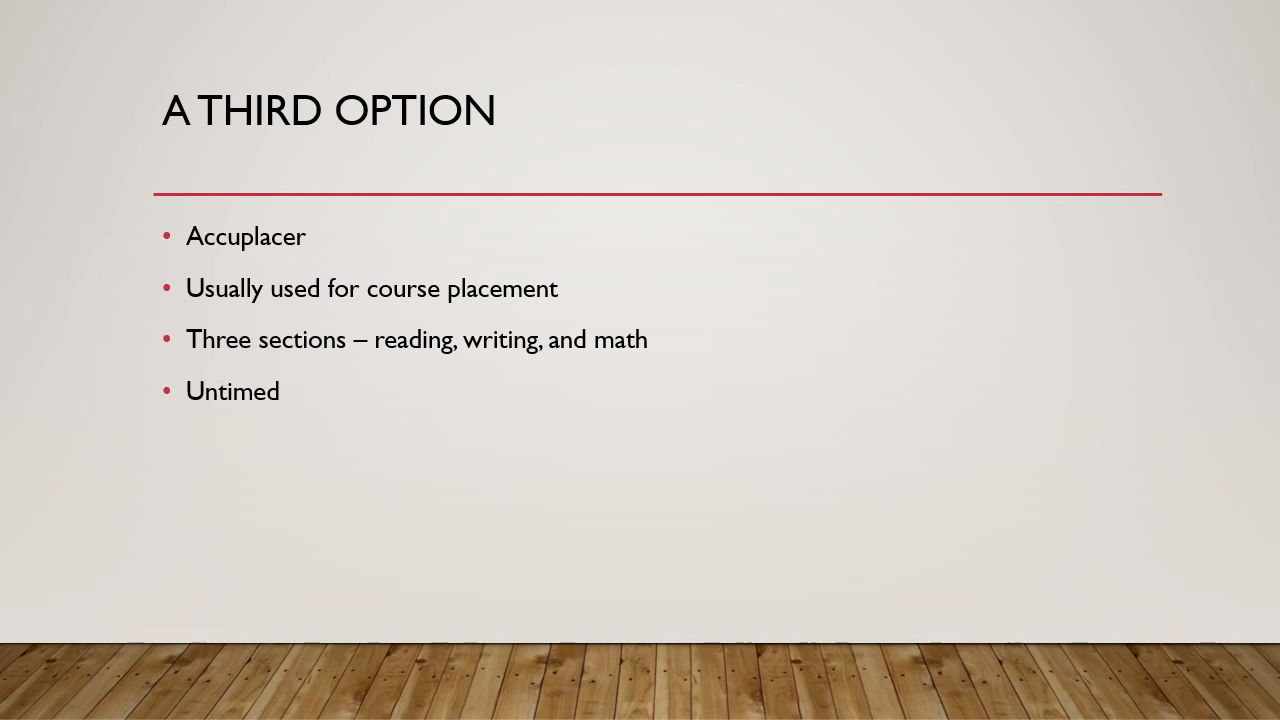 A THIRD OPTION
• Accuplacer
• Usually used for course placement
• Three sections – reading, writing, and math
• Untimed